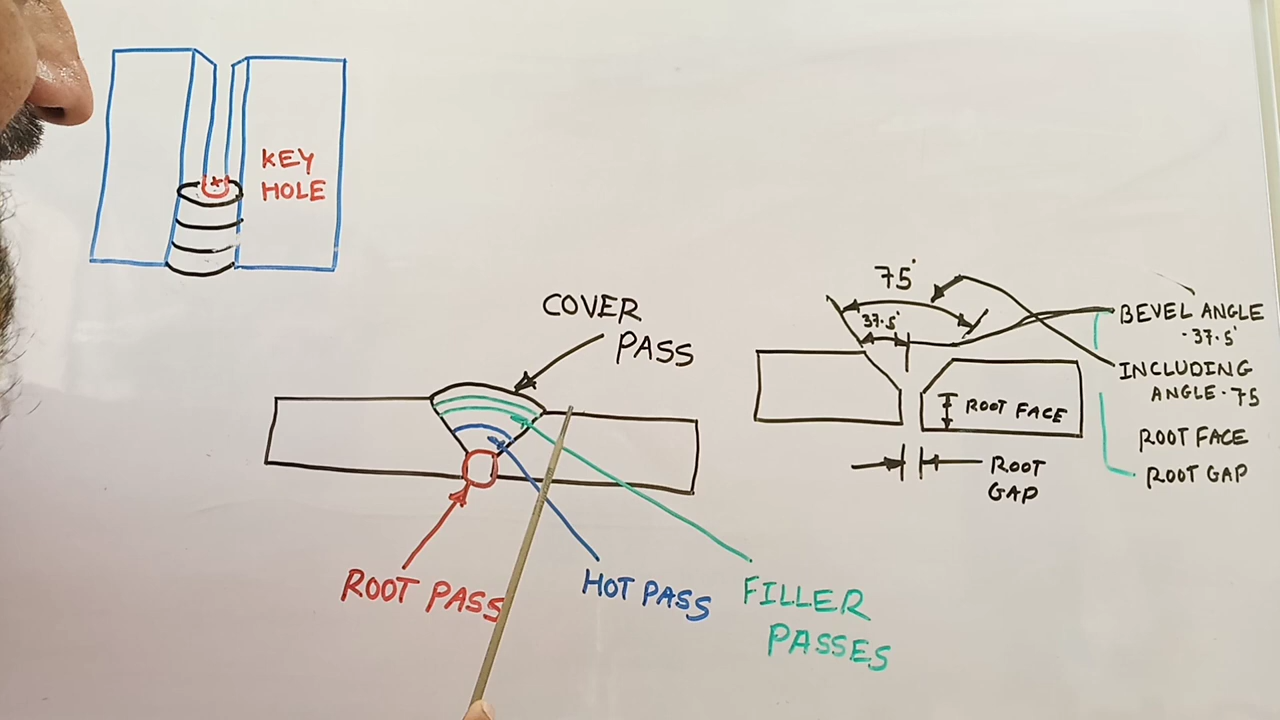 KEY
HOLE
COVER
PASS
ROOT PASS
HOT PASS
FILLER
PASSES
75°
37.5°
ROOT FACE
ROOT
GAP
BEVEL ANGLE
·37.5°
INCLUDING
ANGLE·75
ROOT FACE
ROOT GAP